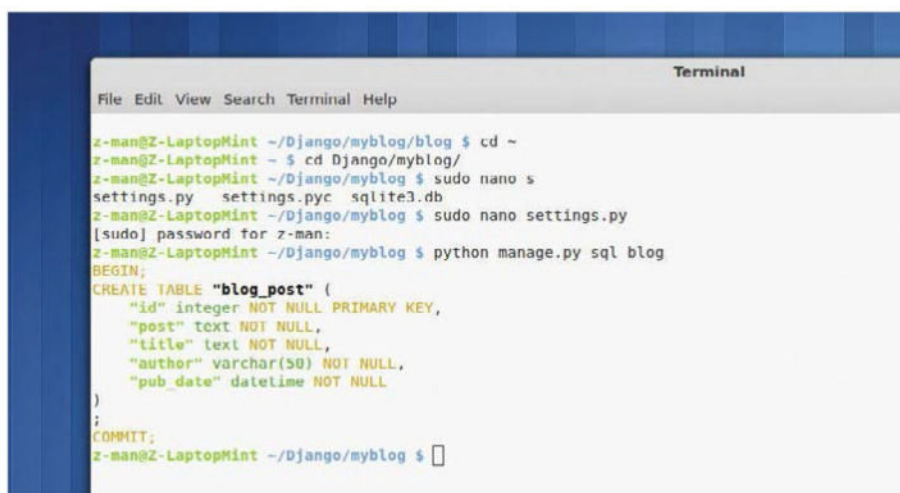 Terminal
File Edit View Search Terminal Help
z-man@Z-LaptopMint ~/Django/myblog/blog $ cd ~
z-man@Z-LaptopMint ~ $ cd Django/myblog/
z-man@Z-LaptopMint ~/Django/myblog $ sudo nano s
settings.py settings.pyc sqlite3.db
z-man@Z-LaptopMint ~/Django/myblog $ sudo nano settings.py
[sudo] password for z-man:
z-man@Z-LaptopMint ~/Django/myblog $ python manage.py sql blog
BEGIN;
CREATE TABLE "blog_post" (
"id" integer NOT NULL PRIMARY KEY,
"post" text NOT NULL,
"title" text NOT NULL,
"author" varchar(50) NOT NULL,
"pub_date" datetime NOT NULL
)
;
COMMIT;
z-man@Z-LaptopMint ~/Django/myblog $